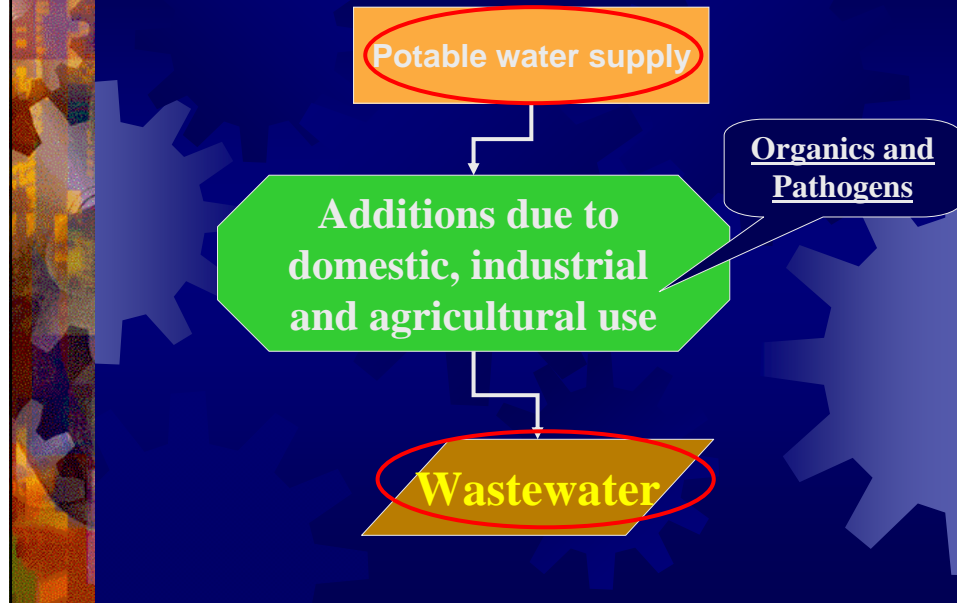 Potable water supply
Organics and
Pathogens
Additions due to
domestic, industrial
and agricultural use
Wastewater